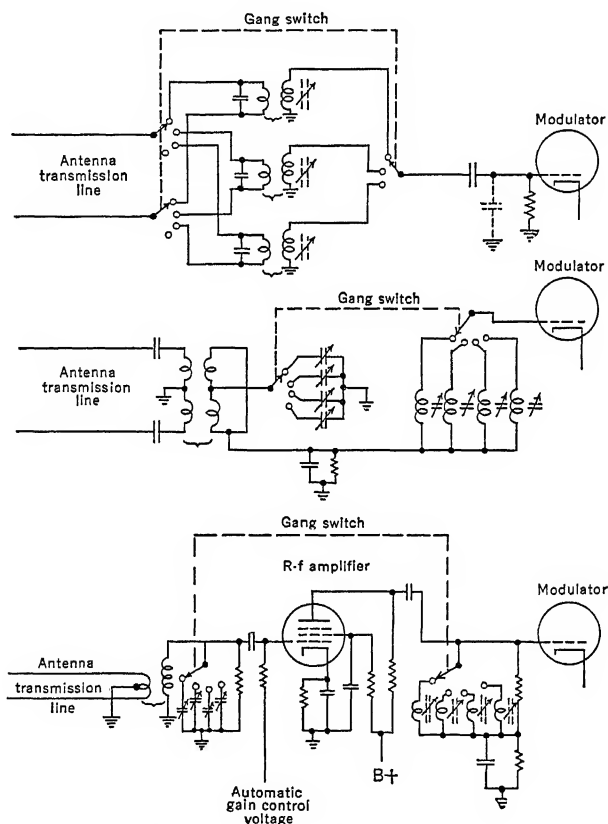 Gang switch
Modulator
Antenna
transmission
line
Modulator
Gang switch
Antenna
transmission
line
Gang switch
R-f amplifier
Modulator
Antenna
transmission
line
B+
Automatic
gain control
voltage